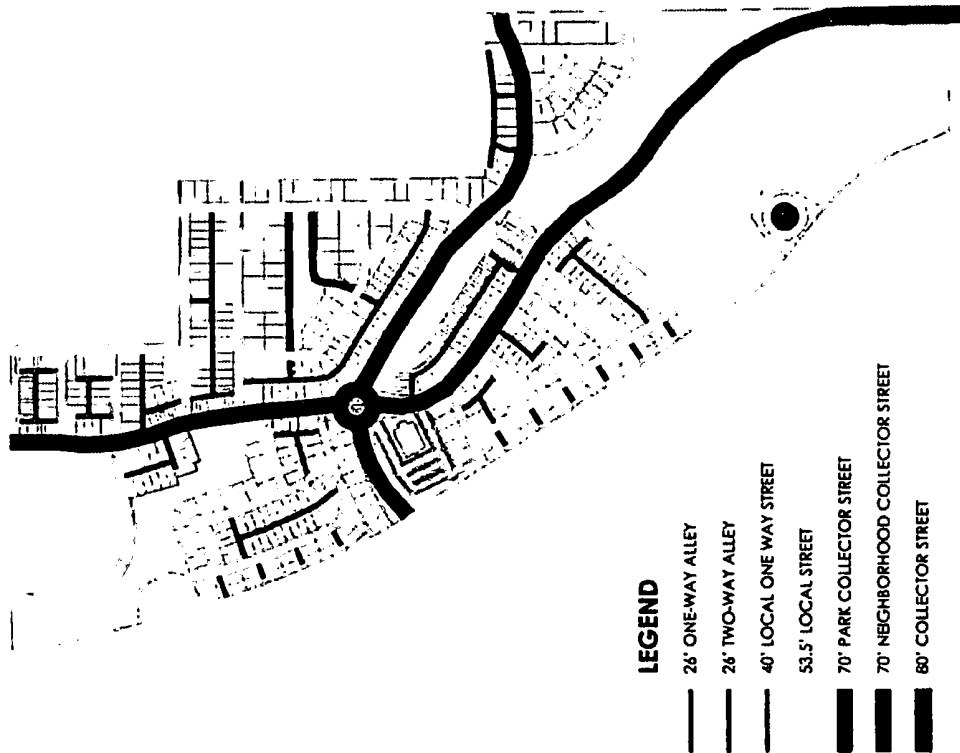 LEGEND
26' ONE-WAY ALLEY
26' TWO-WAY ALLEY
40' LOCAL ONE WAY STREET
53.5' LOCAL STREET
70' PARK COLLECTOR STREET
70' NEIGHBORHOOD COLLECTOR STREET
80' COLLECTOR STREET